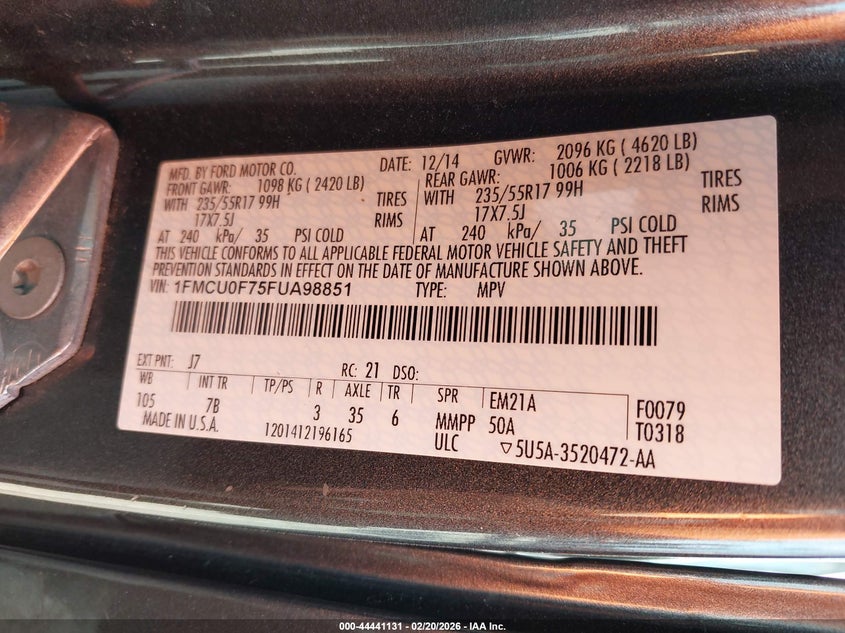 MFD. BY FORD MOTOR CO. DATE: 12/14 GVWR: 2096 KG ( 4620 LB)
FRONT GAWR: 1098 KG ( 2420 LB) REAR GAWR: 1006 KG ( 2218 LB)
WITH 235/55R17 99H TIRES WITH 235/55R17 99H TIRES
17X7.5J RIMS 17X7.5J RIMS
AT 240 kPa/ 35 PSI COLD AT 240 kPa/ 35 PSI COLD
THIS VEHICLE CONFORMS TO ALL APPLICABLE FEDERAL MOTOR VEHICLE SAFETY AND THEFT
PREVENTION STANDARDS IN EFFECT ON THE DATE OF MANUFACTURE SHOWN ABOVE.
VIN: 1FMCU0F75FUA98851 TYPE: MPV
EXT PNT: J7 RC: 21 DSO:
WB INT TR TP/PS R AXLE TR SPR EM21A F0079
105 7B 3 35 6 MMPP 50A T0318
MADE IN U.S.A. 1201412196165 ULC ▽5U5A-3520472-AA
000-44441131 - 02/20/2026 - IAA Inc.